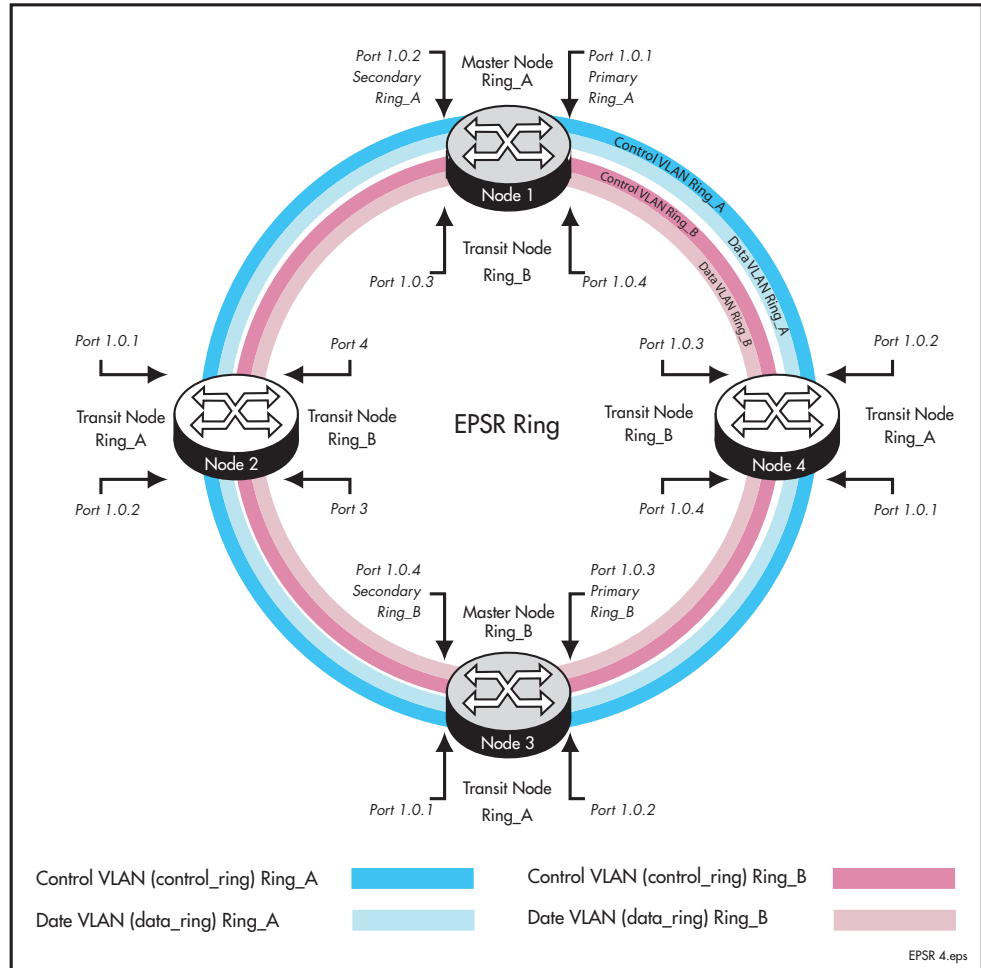 Port 1.0.2
Secondary
Ring_A
Master Node
Ring_A
Port 1.0.1
Primary
Ring_A
Control VLAN Ring_A
Data VLAN Ring_A
Control VLAN Ring_B
Data VLAN Ring_B
Node 1
Port 1.0.3
Transit Node
Ring_B
Port 1.0.4
Port 1.0.1
Port 4
Transit Node
Ring_A
Transit Node
Ring_B
Node 2
Port 1.0.2
Port 3
EPSR Ring
Port 1.0.3
Port 1.0.2
Transit Node
Ring_B
Transit Node
Ring_A
Node 4
Port 1.0.4
Port 1.0.1
Port 1.0.4
Secondary
Ring_B
Master Node
Ring_B
Port 1.0.3
Primary
Ring_B
Node 3
Port 1.0.1
Transit Node
Ring_A
Port 1.0.2
Control VLAN (control_ring) Ring_A
Control VLAN (control_ring) Ring_B
Date VLAN (data_ring) Ring_A
Date VLAN (data_ring) Ring_B
EPSR 4.eps